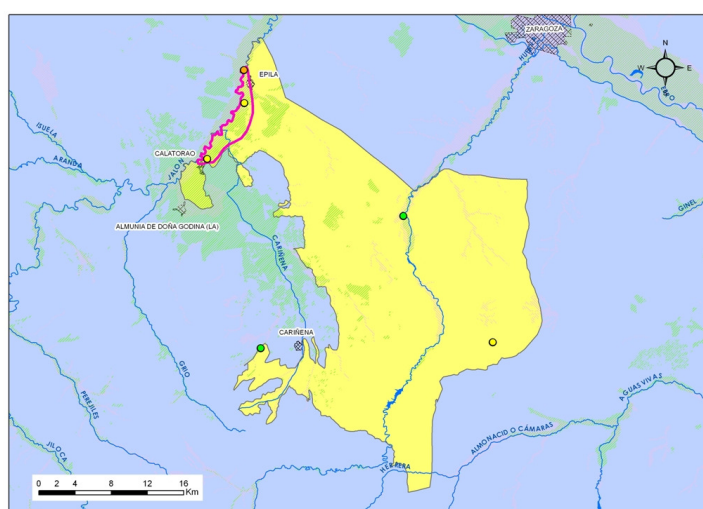 ZARAGOZA
HUERVA
EBRO
N
W
E
S
EPILA
ISUELA
ARANDA
CALATORAO
JALON
ALMUNIA DE DOÑA GODINA (LA)
GINEL
CARIÑENA
CARIÑENA
GRIO
PEREJILES
JILOCA
AGUAS VIVAS
ALMONACID O CÁMARAS
HERRERA
0 2 4 8 12 16
Km